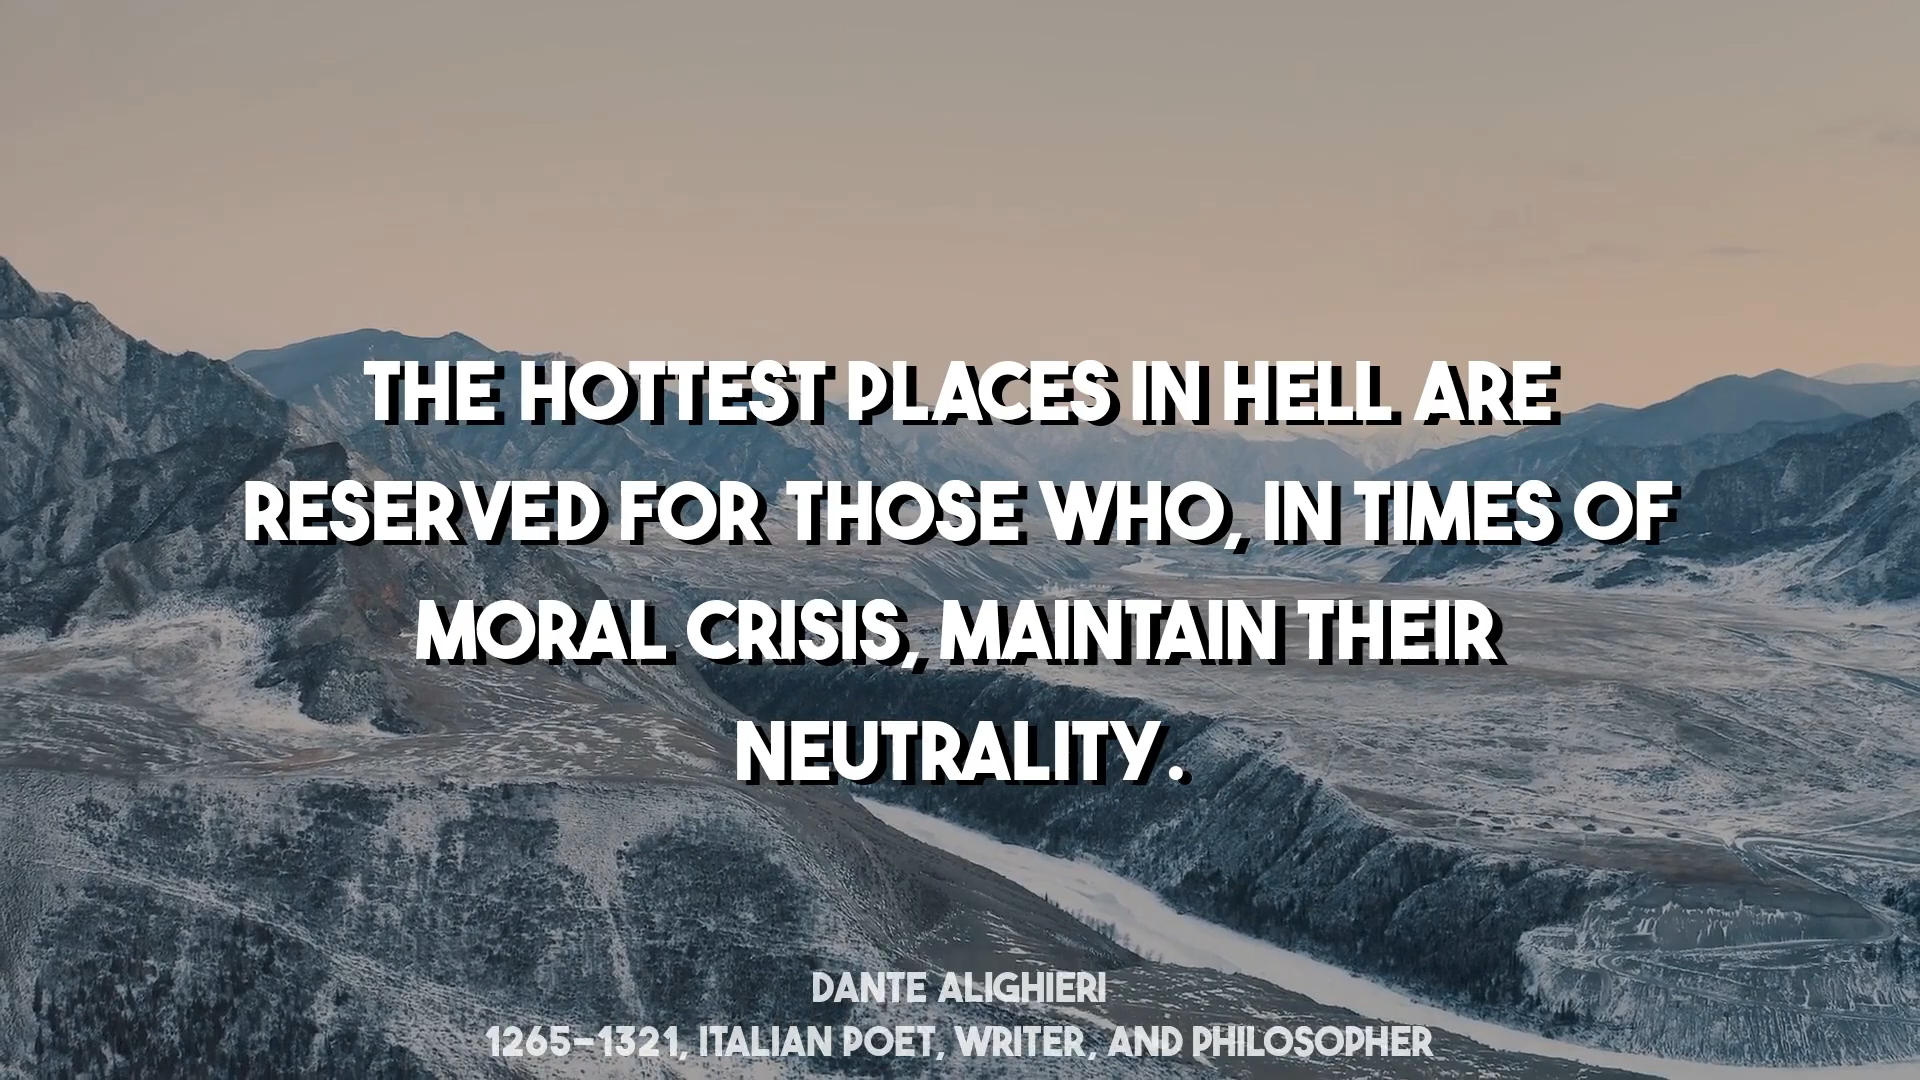 THE HOTTEST PLACES IN HELL ARE
RESERVED FOR THOSE WHO, IN TIMES OF
MORAL CRISIS, MAINTAIN THEIR
NEUTRALITY.
DANTE ALIGHIERI
1265-1321, ITALIAN POET, WRITER, AND PHILOSOPHER